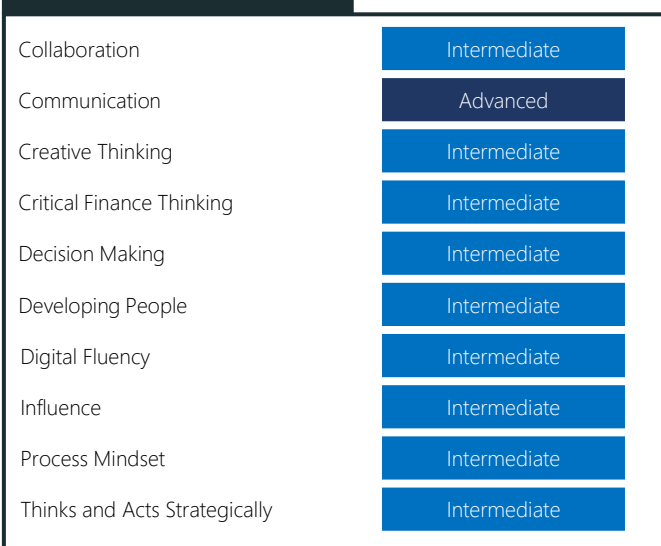 Collaboration Intermediate
Communication Advanced
Creative Thinking Intermediate
Critical Finance Thinking Intermediate
Decision Making Intermediate
Developing People Intermediate
Digital Fluency Intermediate
Influence Intermediate
Process Mindset Intermediate
Thinks and Acts Strategically Intermediate